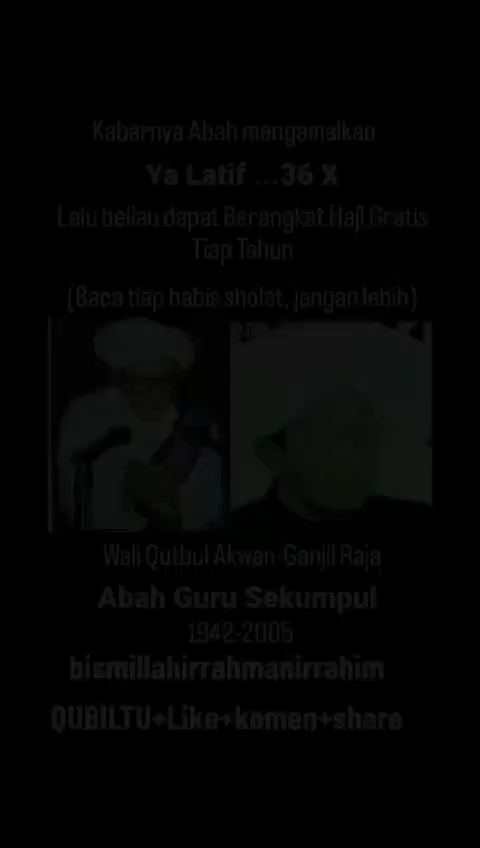 Kabarnya Abah mengamalkan
Ya Latif ...36 X
Lalu beliau dapat Berangkat Haji Gratis
Tiap Tahun
(Baca tiap habis sholat, jangan lebih)
Wali Qutbul Akwan-Ganjil Raja
Abah Guru Sekumpul
1942-2005
bismillahirrahmanirrahim
QUBILTU+Like+komen+share